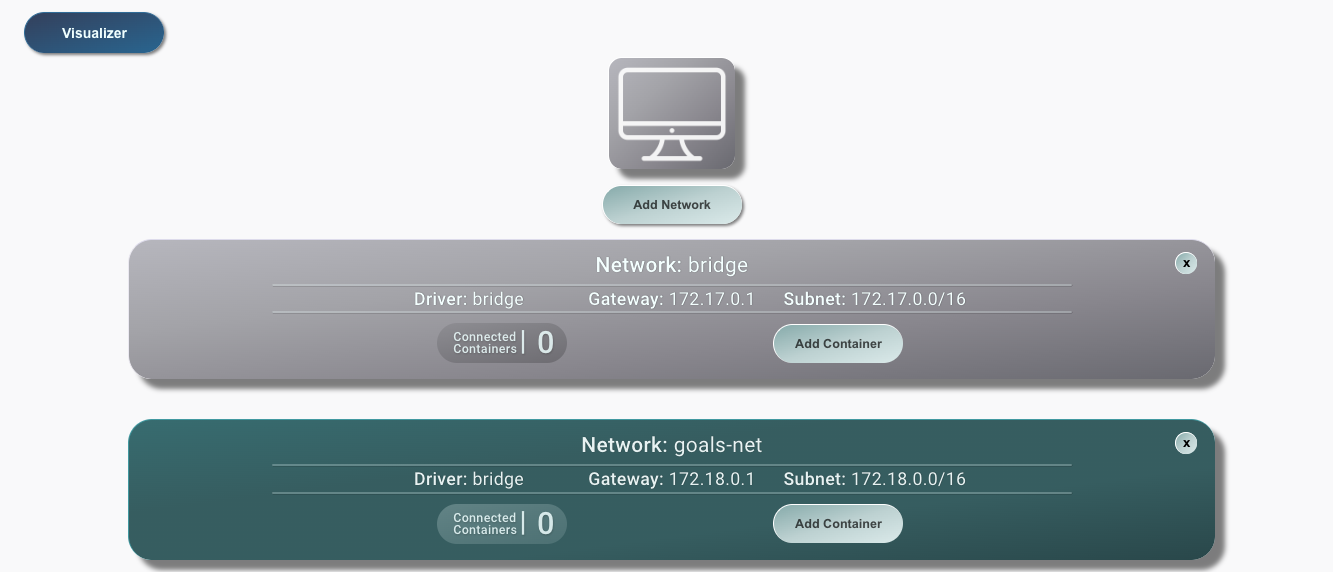 Visualizer
Add Network
Network: bridge
x
Driver: bridge Gateway: 172.17.0.1 Subnet: 172.17.0.0/16
Connected
Containers | 0
Add Container
Network: goals-net
x
Driver: bridge Gateway: 172.18.0.1 Subnet: 172.18.0.0/16
Connected
Containers | 0
Add Container